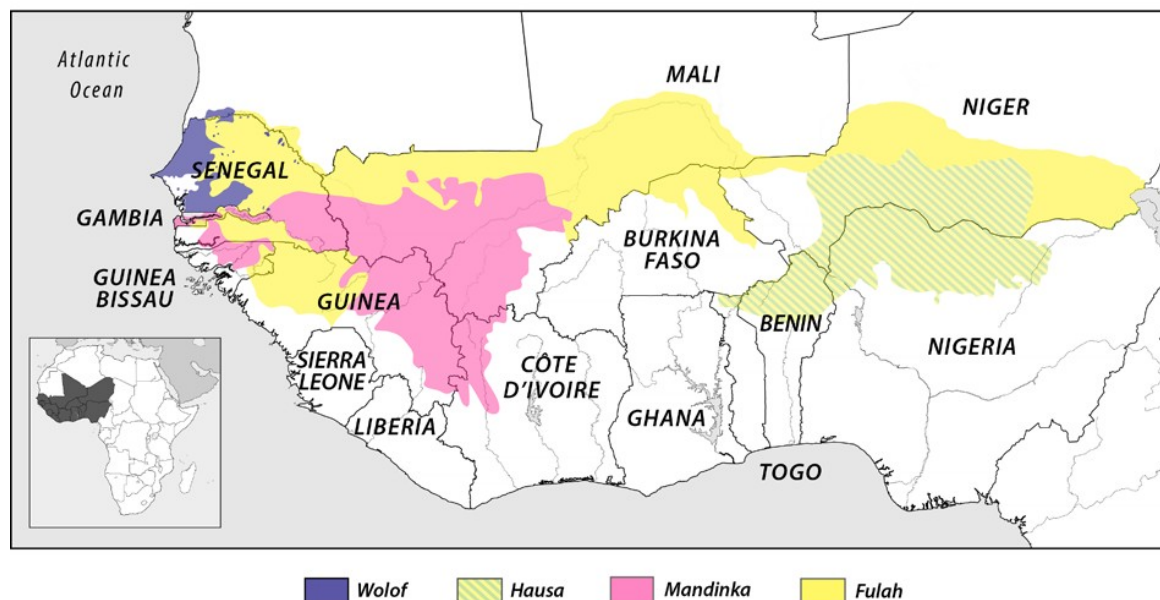 Atlantic
Ocean
MALI
NIGER
SENEGAL
GAMBIA
BURKINA
FASO
GUINEA
BISSAU
GUINEA
BENIN
NIGERIA
SIERRA
LEONE
CÔTE
D'IVOIRE
LIBERIA
GHANA
TOGO
Wolof
Hausa
Mandinka
Fulah